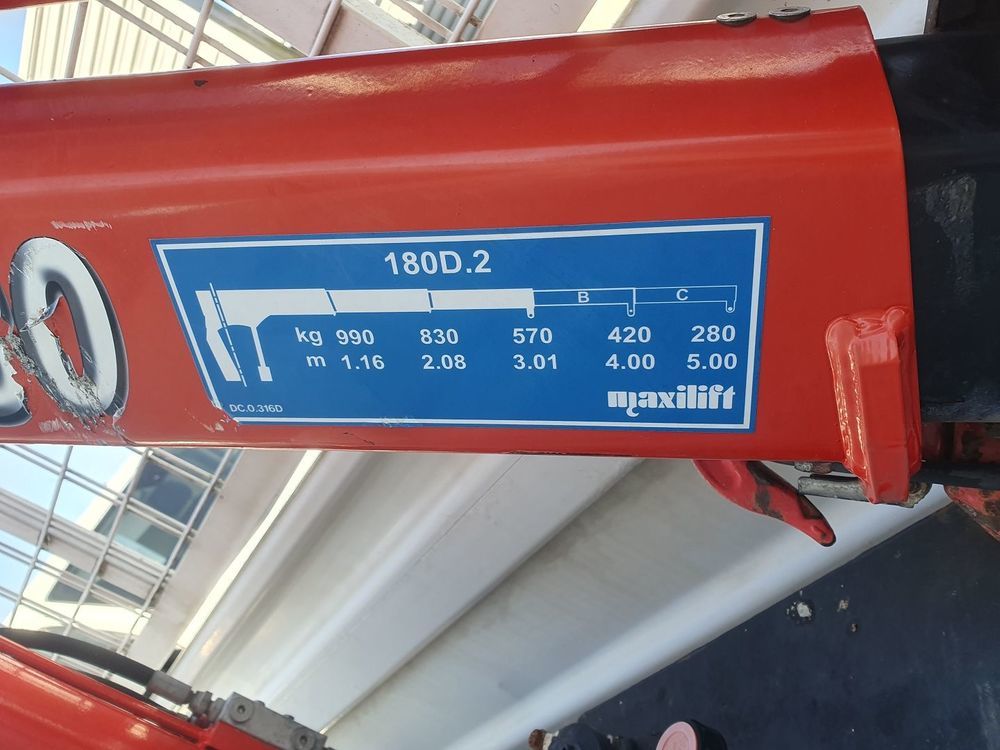 180D.2
B C
kg 990 830 570 420 280
m 1.16 2.08 3.01 4.00 5.00
maxilift
DC.O.316D